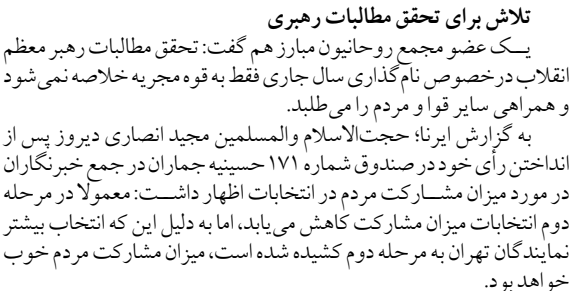 تلاش برای تحقق مطالبات رهبری
یـــک عضو مجمع روحانیون مبارز هم گفت: تحقق مطالبات رهبر معظم
انقلاب درخصوص نام‌گذاری سال جاری فقط به قوه مجریه خلاصه نمی‌شود
و همراهی سایر قوا و مردم را می‌طلبد.
به گزارش ایرنا؛ حجت‌الاسلام والمسلمین مجید انصاری دیروز پس از
انداختن رأی خود در صندوق شماره ۱۷۱ حسینیه جماران در جمع خبرنگاران
در مورد میزان مشـــارکت مردم در انتخابات اظهار داشـــت: معمولا در مرحله
دوم انتخابات میزان مشارکت کاهش می‌یابد، اما به دلیل این که انتخاب بیشتر
نمایندگان تهران به مرحله دوم کشیده شده است، میزان مشارکت مردم خوب
خواهد بود.